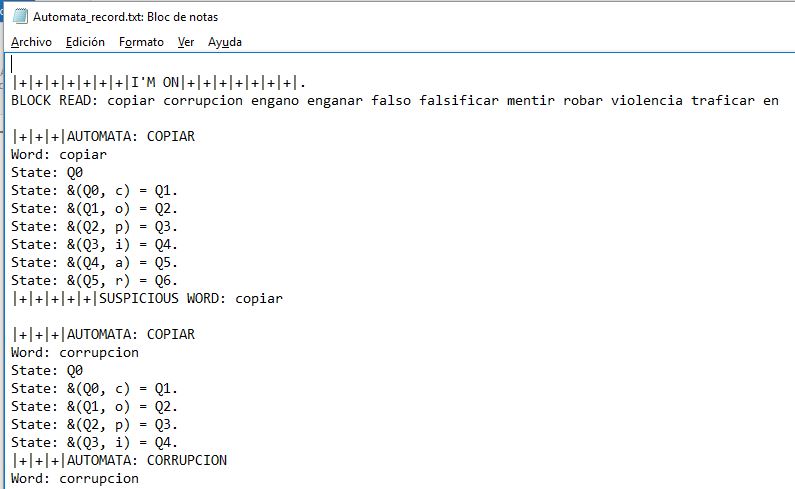 Automata_record.txt: Bloc de notas
Archivo Edición Formato Ver Ayuda
|+|+|+|+|+|+|+|I'M ON|+|+|+|+|+|+|+|.
BLOCK READ: copiar corrupcion engano enganar falso falsificar mentir robar violencia traficar en
|+|+|+|AUTOMATA: COPIAR
Word: copiar
State: Q0
State: &(Q0, c) = Q1.
State: &(Q1, o) = Q2.
State: &(Q2, p) = Q3.
State: &(Q3, i) = Q4.
State: &(Q4, a) = Q5.
State: &(Q5, r) = Q6.
|+|+|+|+|+|SUSPICIOUS WORD: copiar
|+|+|+|AUTOMATA: COPIAR
Word: corrupcion
State: Q0
State: &(Q0, c) = Q1.
State: &(Q1, o) = Q2.
State: &(Q2, p) = Q3.
State: &(Q3, i) = Q4.
|+|+|+|AUTOMATA: CORRUPCION
Word: corrupcion